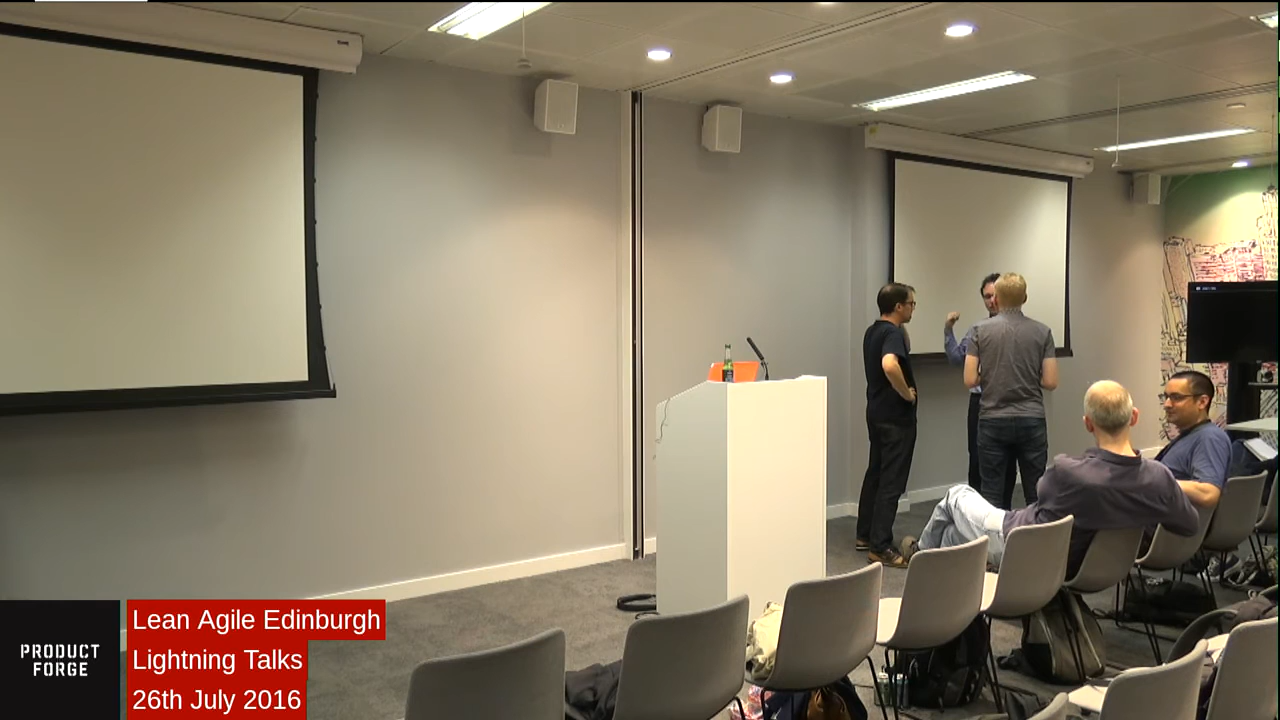 PRODUCT
FORGE
Lean Agile Edinburgh
Lightning Talks
26th July 2016